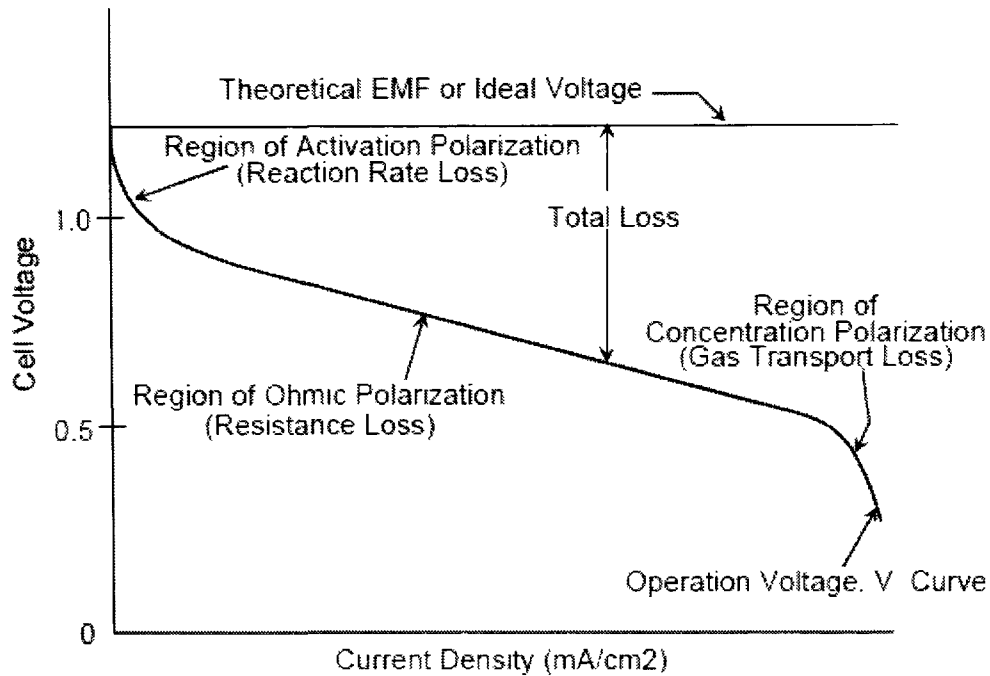 Theoretical EMF or Ideal Voltage
Region of Activation Polarization
(Reaction Rate Loss)
Total Loss
1.0
Region of
Concentration Polarization
(Gas Transport Loss)
Cell Voltage
Region of Ohmic Polarization
(Resistance Loss)
0.5
Operation Voltage. V Curve
0
Current Density (mA/cm2)